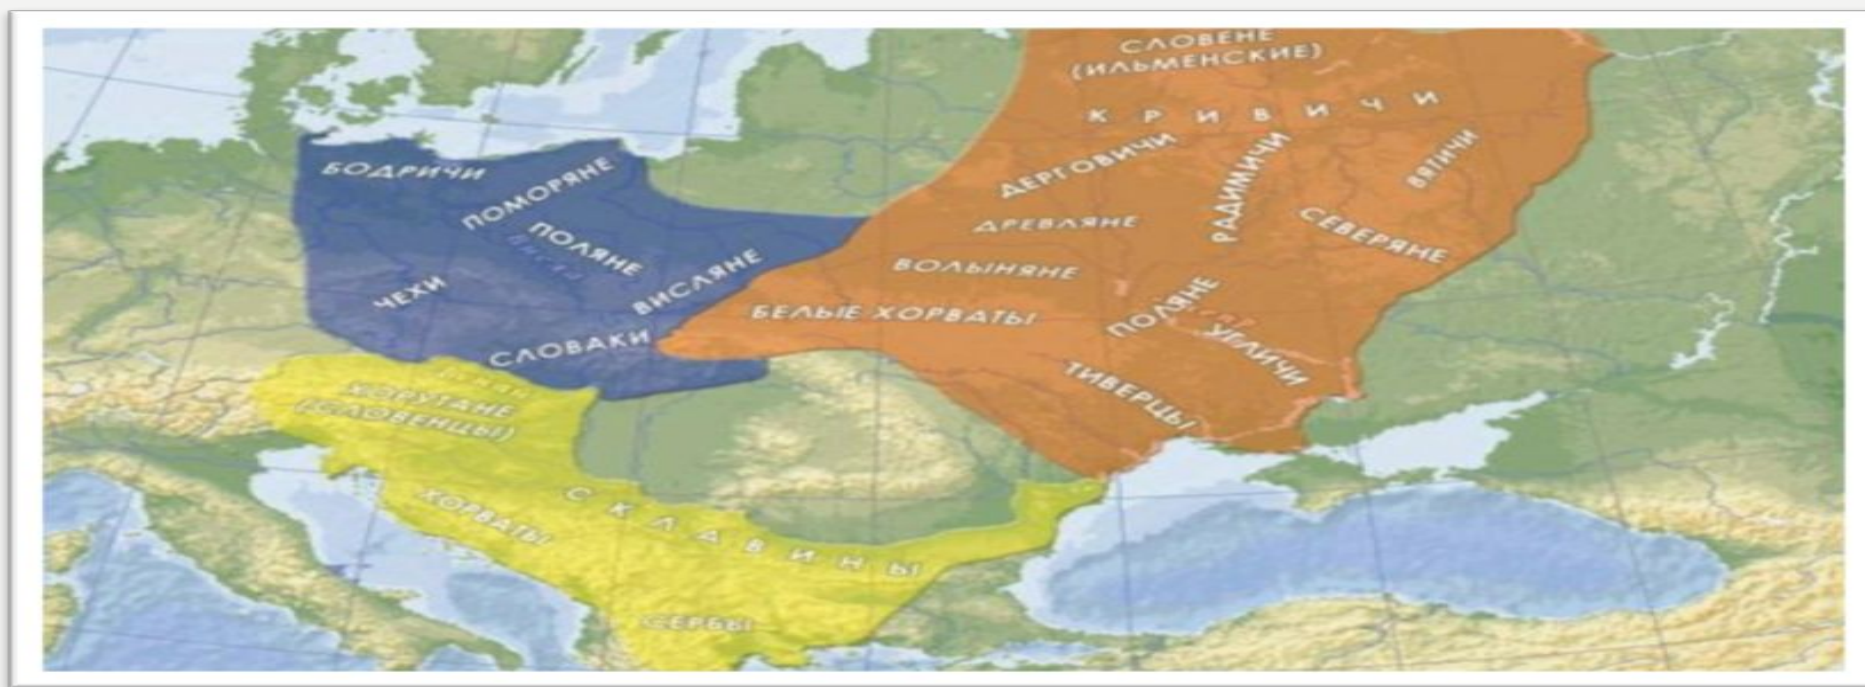 СЛОВЕНЕ
(ИЛЬМЕНСКИЕ)
КРИВИЧИ
ДЕРГОВИЧИ
РАДИМИЧИ
ВЯТИЧИ
БОДРИЧИ
ПОМОРЯНЕ
ПОЛЯНЕ
ДРЕВЛЯНЕ
СЕВЕРЯНЕ
ВИСЛЯНЕ
ВОЛЫНЯНЕ
ЧЕХИ
БЕЛЫЕ ХОРВАТЫ
ПОЛЯНЕ
УГЛИЧИ
СЛОВАКИ
ТИВЕРЦЫ
ХОРУТАНЕ
(СЛОВЕНЦЫ)
ХОРВАТЫ
СКЛАВИНЫ
СЕРБЫ